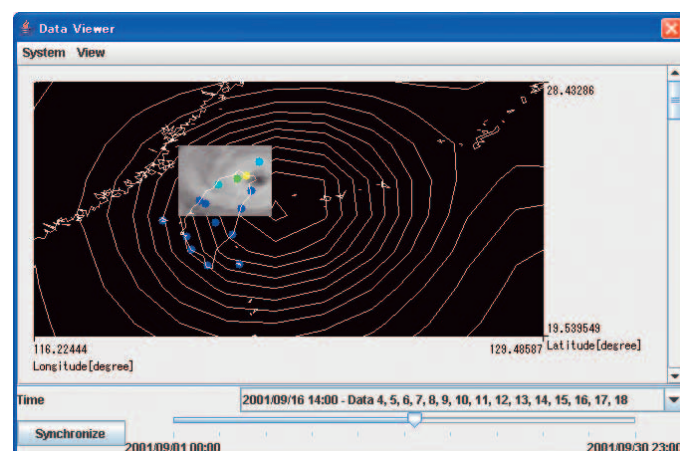 Data Viewer
System View
28.43286
19.539549
116.22444
129.48587
Latitude[degree]
Longitude[degree]
Time
2001/09/16 14:00 - Data 4, 5, 6, 7, 8, 9, 10, 11, 12, 13, 14, 15, 16, 17, 18
Synchronize
2001/09/01 00:00
2001/09/30 23:00